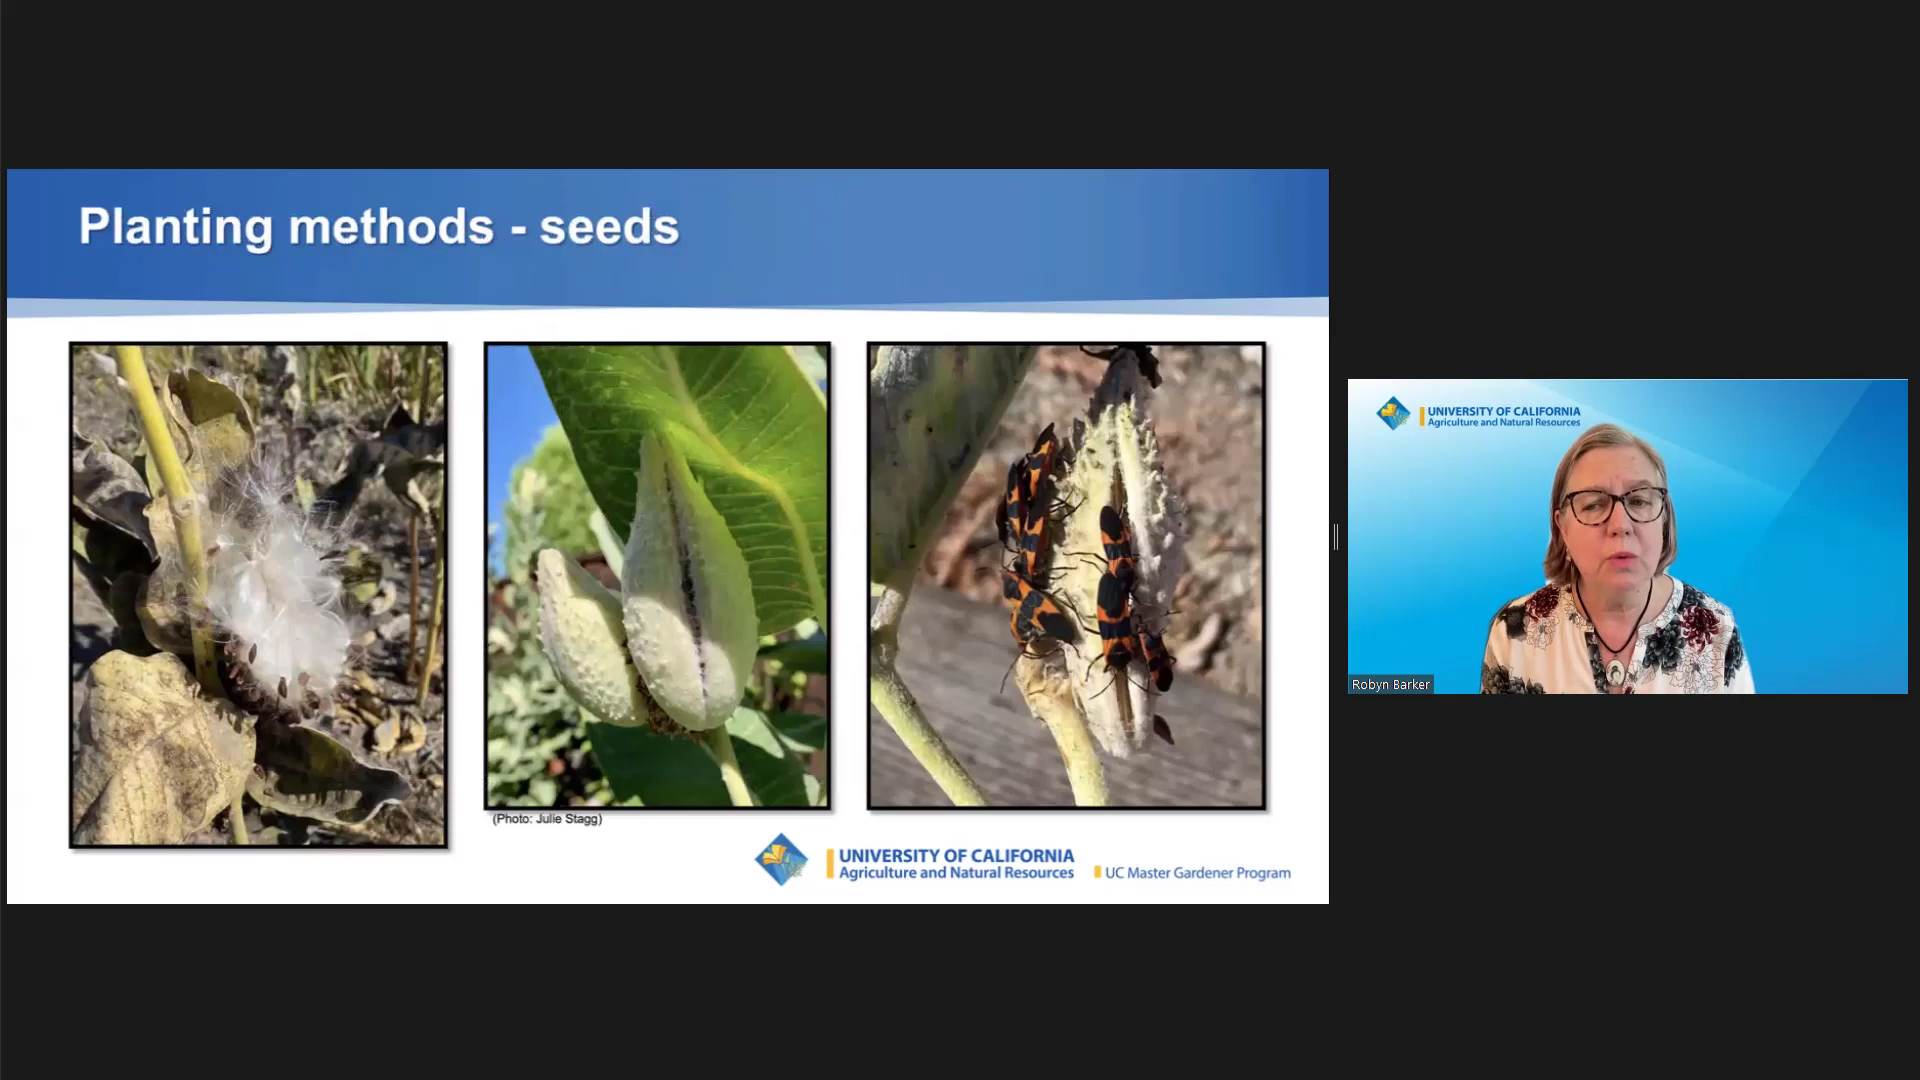 Planting methods - seeds
(Photo: Julie Stagg)
UNIVERSITY OF CALIFORNIA
Agriculture and Natural Resources
UC Master Gardener Program
UNIVERSITY OF CALIFORNIA
Agriculture and Natural Resources
Robyn Barker